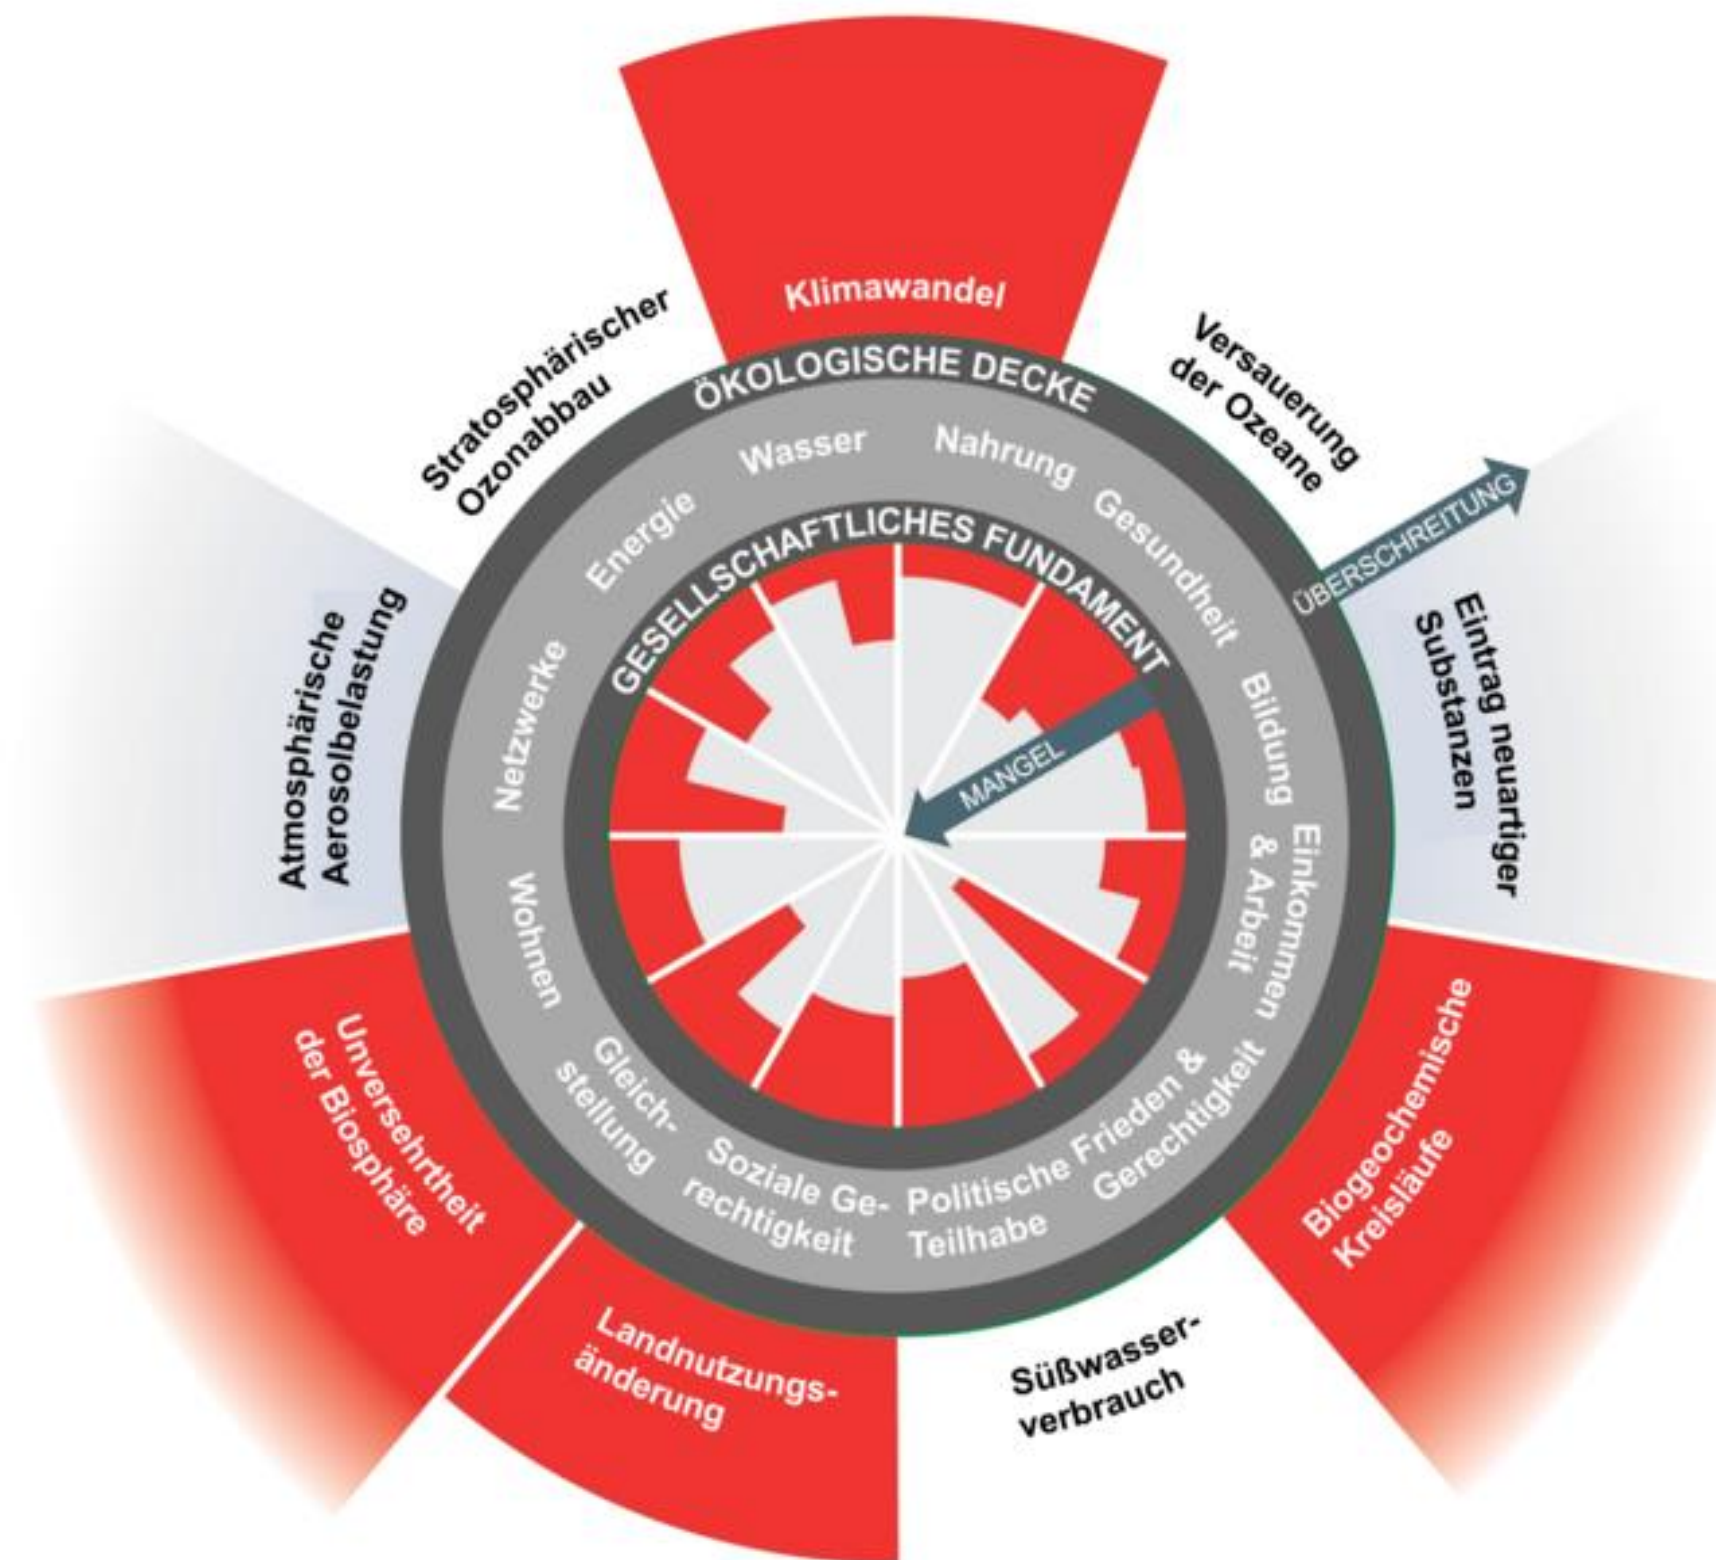 Klimawandel
Versauerung
der Ozeane
ÜBERSCHREITUNG
Eintrag neuartiger
Substanzen
Biogeochemische
Kreisläufe
Süßwasser-
verbrauch
Landnutzungs-
änderung
Unversehrtheit
der Biosphäre
Atmosphärische
Aerosolbelastung
Stratosphärischer
Ozonabbau
ÖKOLOGISCHE DECKE
Wasser
Nahrung
Gesundheit
Bildung
Einkommen
& Arbeit
Frieden &
Gerechtigkeit
Politische
Teilhabe
Soziale Ge-
rechtigkeit
Gleich-
stellung
Wohnen
Netzwerke
Energie
GESELLSCHAFTLICHES FUNDAMENT
MANGEL